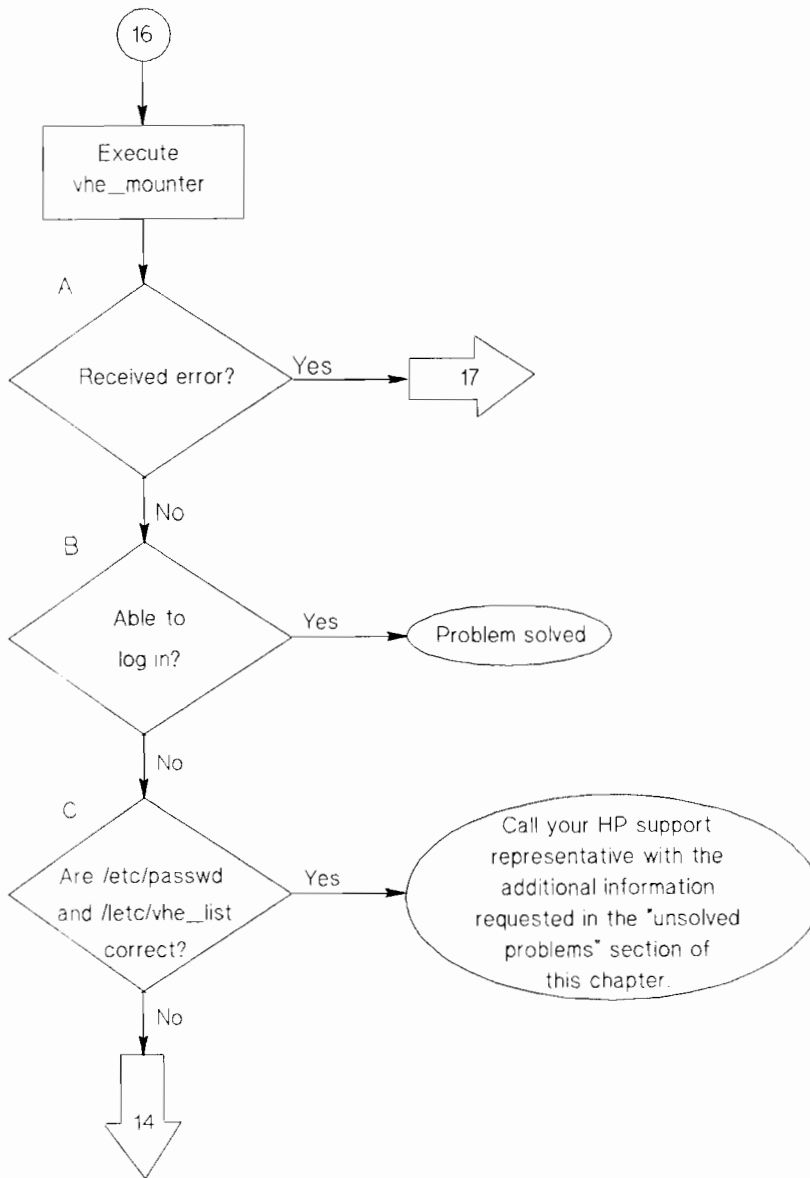 16
Execute
vhe_mounter
A
Received error?
Yes
17
No
B
Able to
log in?
Yes
Problem solved
No
C
Are /etc/passwd
and /letc/vhe_list
correct?
Yes
Call your HP support
representative with the
additional information
requested in the "unsolved
problems" section of
this chapter.
No
14